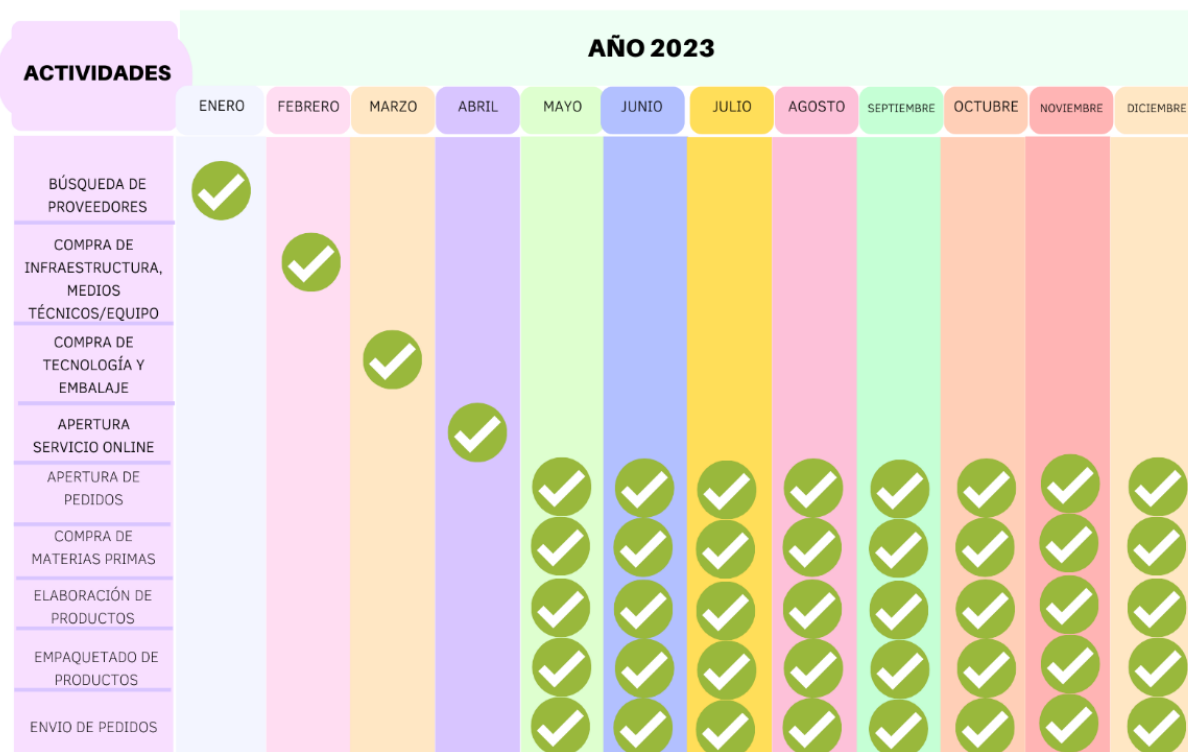 AÑO 2023
ACTIVIDADES
ENERO
FEBRERO
MARZO
ABRIL
MAYO
JUNIO
JULIO
AGOSTO
SEPTIEMBRE
OCTUBRE
NOVIEMBRE
DICIEMBRE
BÚSQUEDA DE
PROVEEDORES
COMPRA DE
INFRAESTRUCTURA,
MEDIOS
TÉCNICOS/EQUIPO
COMPRA DE
TECNOLOGÍA Y
EMBALAJE
APERTURA
SERVICIO ONLINE
APERTURA DE
PEDIDOS
COMPRA DE
MATERIAS PRIMAS
ELABORACIÓN DE
PRODUCTOS
EMPAQUETADO DE
PRODUCTOS
ENVIO DE PEDIDOS